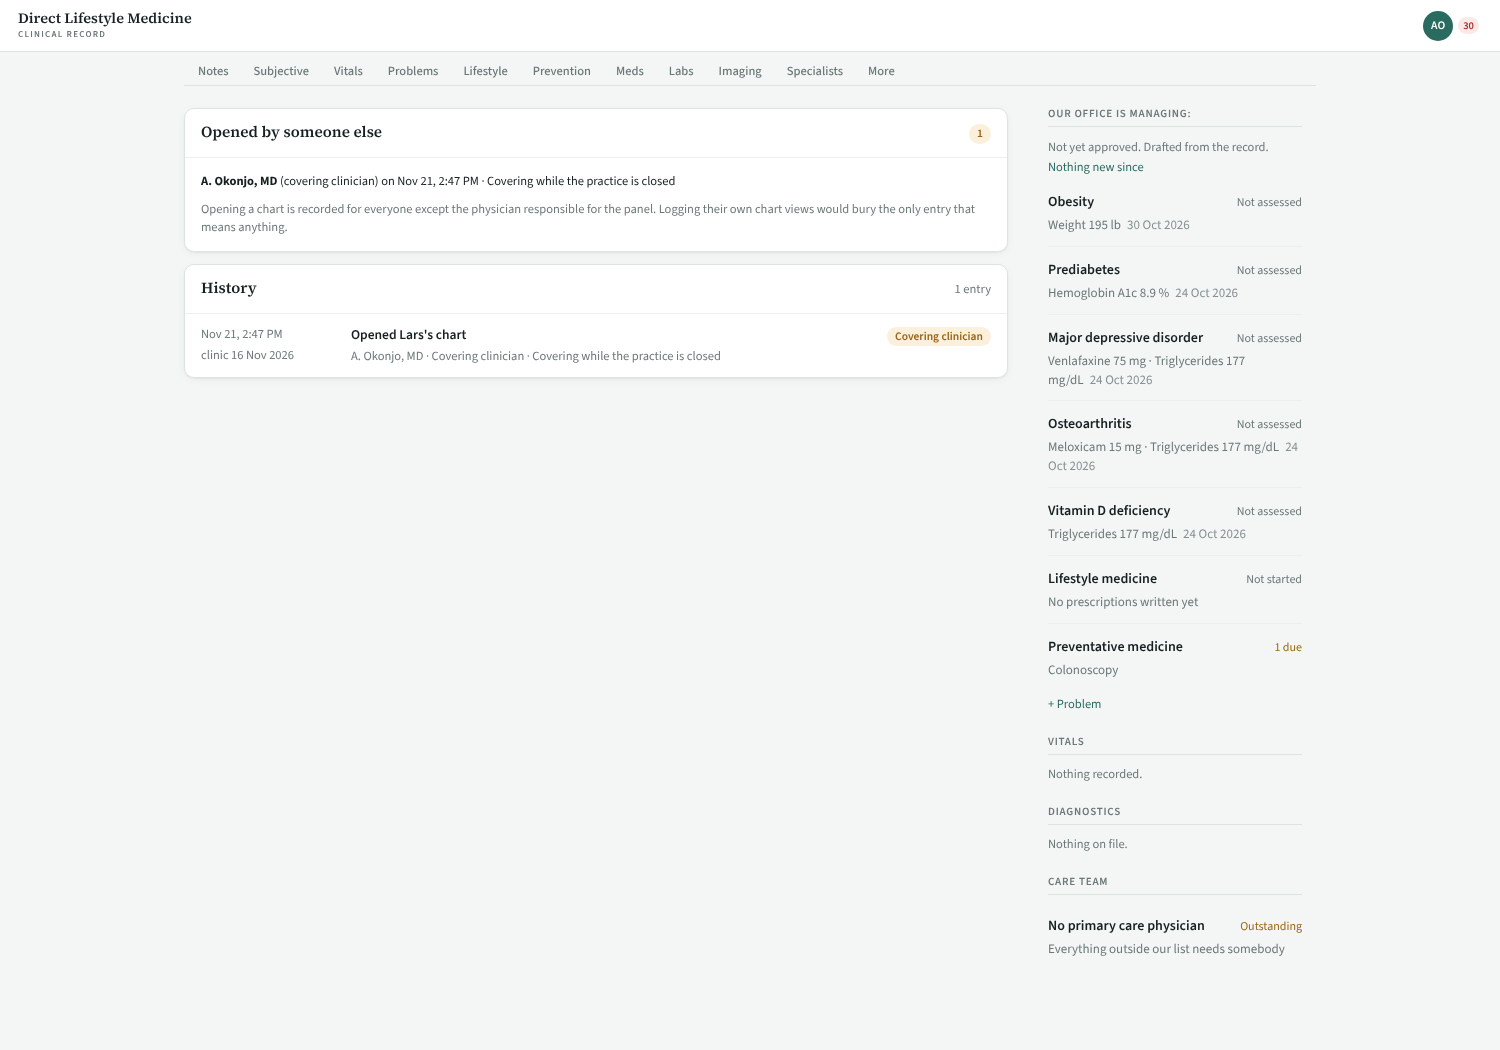 Direct Lifestyle Medicine
CLINICAL RECORD
AO
30
Notes
Subjective
Vitals
Problems
Lifestyle
Prevention
Meds
Labs
Imaging
Specialists
More
Opened by someone else
1
A. Okonjo, MD (covering clinician) on Nov 21, 2:47 PM · Covering while the practice is closed
Opening a chart is recorded for everyone except the physician responsible for the panel. Logging their own chart views would bury the only entry that
means anything.
History
1 entry
Nov 21, 2:47 PM
clinic 16 Nov 2026
Opened Lars's chart
A. Okonjo, MD · Covering clinician · Covering while the practice is closed
Covering clinician
OUR OFFICE IS MANAGING:
Not yet approved. Drafted from the record.
Nothing new since
Obesity
Not assessed
Weight 195 lb 30 Oct 2026
Prediabetes
Not assessed
Hemoglobin A1c 8.9 % 24 Oct 2026
Major depressive disorder
Not assessed
Venlafaxine 75 mg · Triglycerides 177
mg/dL 24 Oct 2026
Osteoarthritis
Not assessed
Meloxicam 15 mg · Triglycerides 177 mg/dL 24
Oct 2026
Vitamin D deficiency
Not assessed
Triglycerides 177 mg/dL 24 Oct 2026
Lifestyle medicine
Not started
No prescriptions written yet
Preventative medicine
1 due
Colonoscopy
+ Problem
VITALS
Nothing recorded.
DIAGNOSTICS
Nothing on file.
CARE TEAM
No primary care physician
Outstanding
Everything outside our list needs somebody